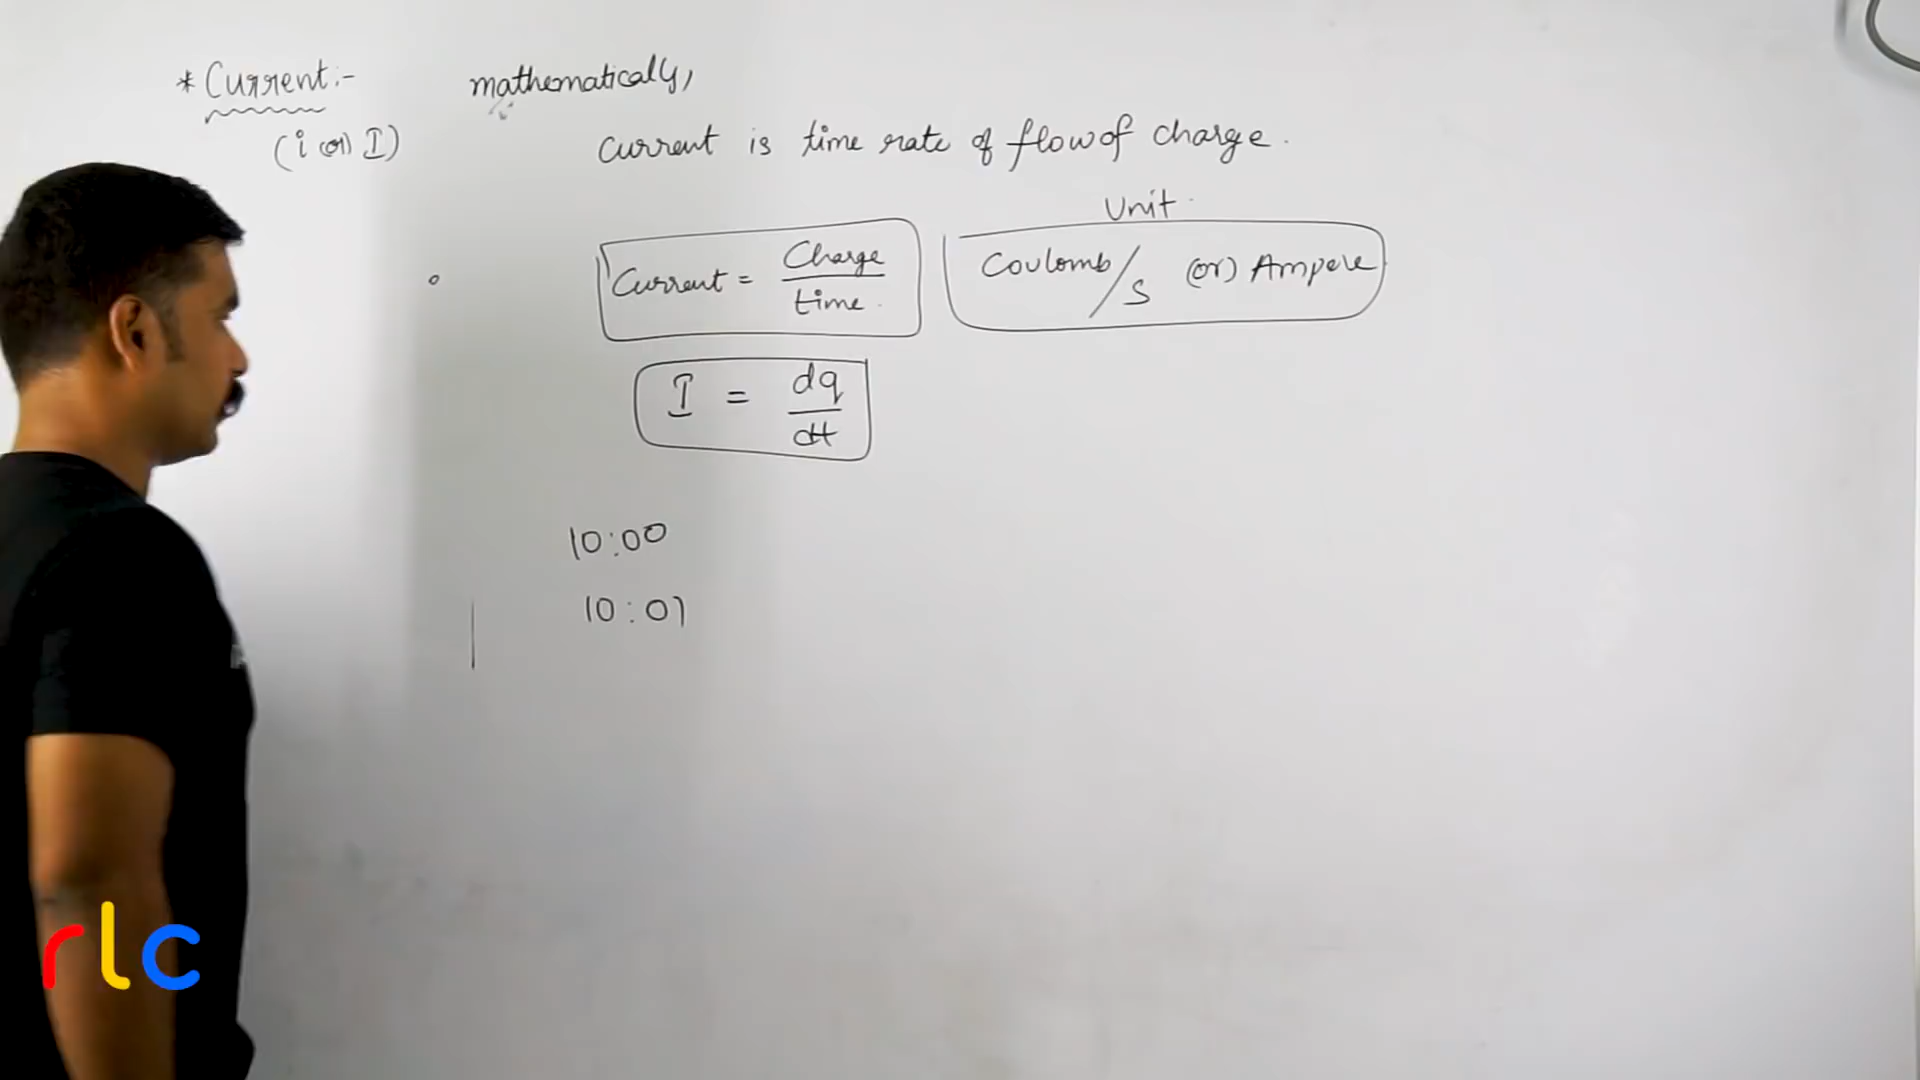 * Current:- mathematically,
(i (or) I) current is time rate of flow of charge.
Unit
Current = Charge / time Coulomb/s (or) Ampere
I = dq / dt
10:00
10:01
rlc